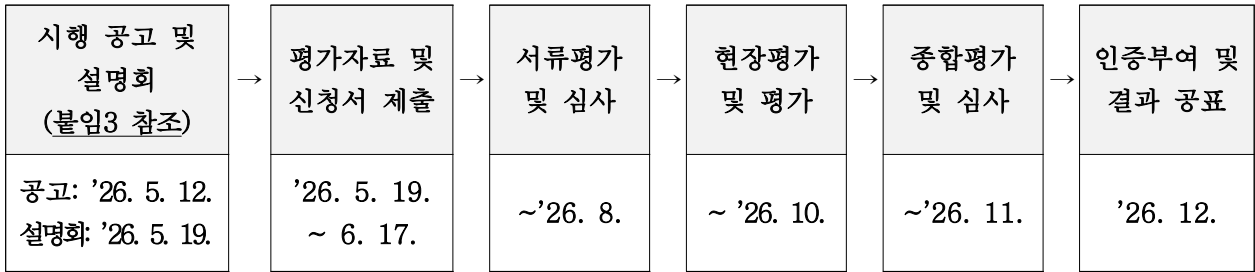 시행 공고 및
설명회
(붙임3 참조)
→
평가자료 및
신청서 제출
→
서류평가
및 심사
→
현장평가
및 평가
→
종합평가
및 심사
→
인증부여 및
결과 공표
공고: ’26. 5. 12.
설명회: ’26. 5. 19.
’26. 5. 19.
~ 6. 17.
~’26. 8.
~ ’26. 10.
~’26. 11.
’26. 12.